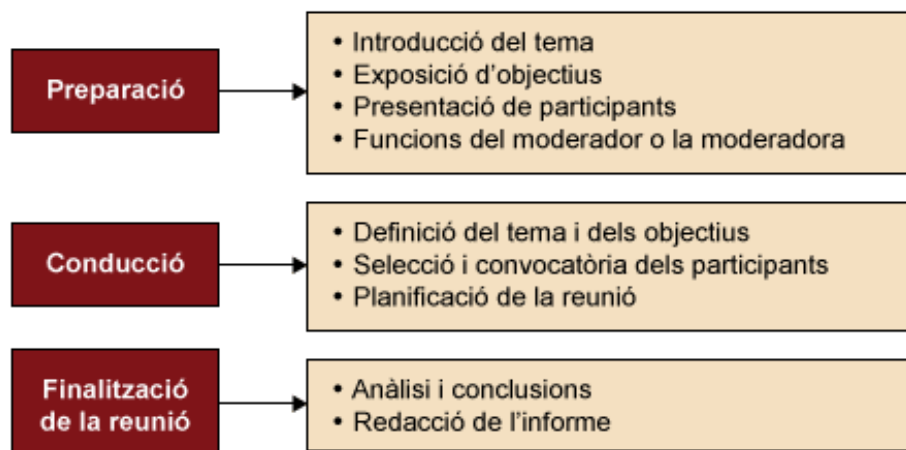 Preparació
• Introducció del tema
• Exposició d'objectius
• Presentació de participants
• Funcions del moderador o la moderadora
Conducció
• Definició del tema i dels objectius
• Selecció i convocatòria dels participants
• Planificació de la reunió
Finalització
de la reunió
• Anàlisi i conclusions
• Redacció de l'informe